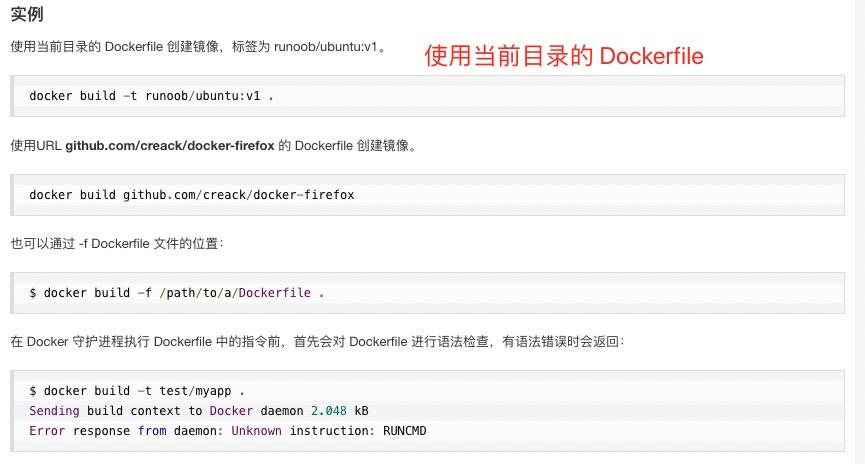 实例
使用当前目录的 Dockerfile 创建镜像，标签为 runoob/ubuntu:v1。
使用当前目录的 Dockerfile
docker build -t runoob/ubuntu:v1 .
使用URL github.com/creack/docker-firefox 的 Dockerfile 创建镜像。
docker build github.com/creack/docker-firefox
也可以通过 -f Dockerfile 文件的位置：
$ docker build -f /path/to/a/Dockerfile .
在 Docker 守护进程执行 Dockerfile 中的指令前，首先会对 Dockerfile 进行语法检查，有语法错误时会返回：
$ docker build -t test/myapp .
Sending build context to Docker daemon 2.048 kB
Error response from daemon: Unknown instruction: RUNCMD